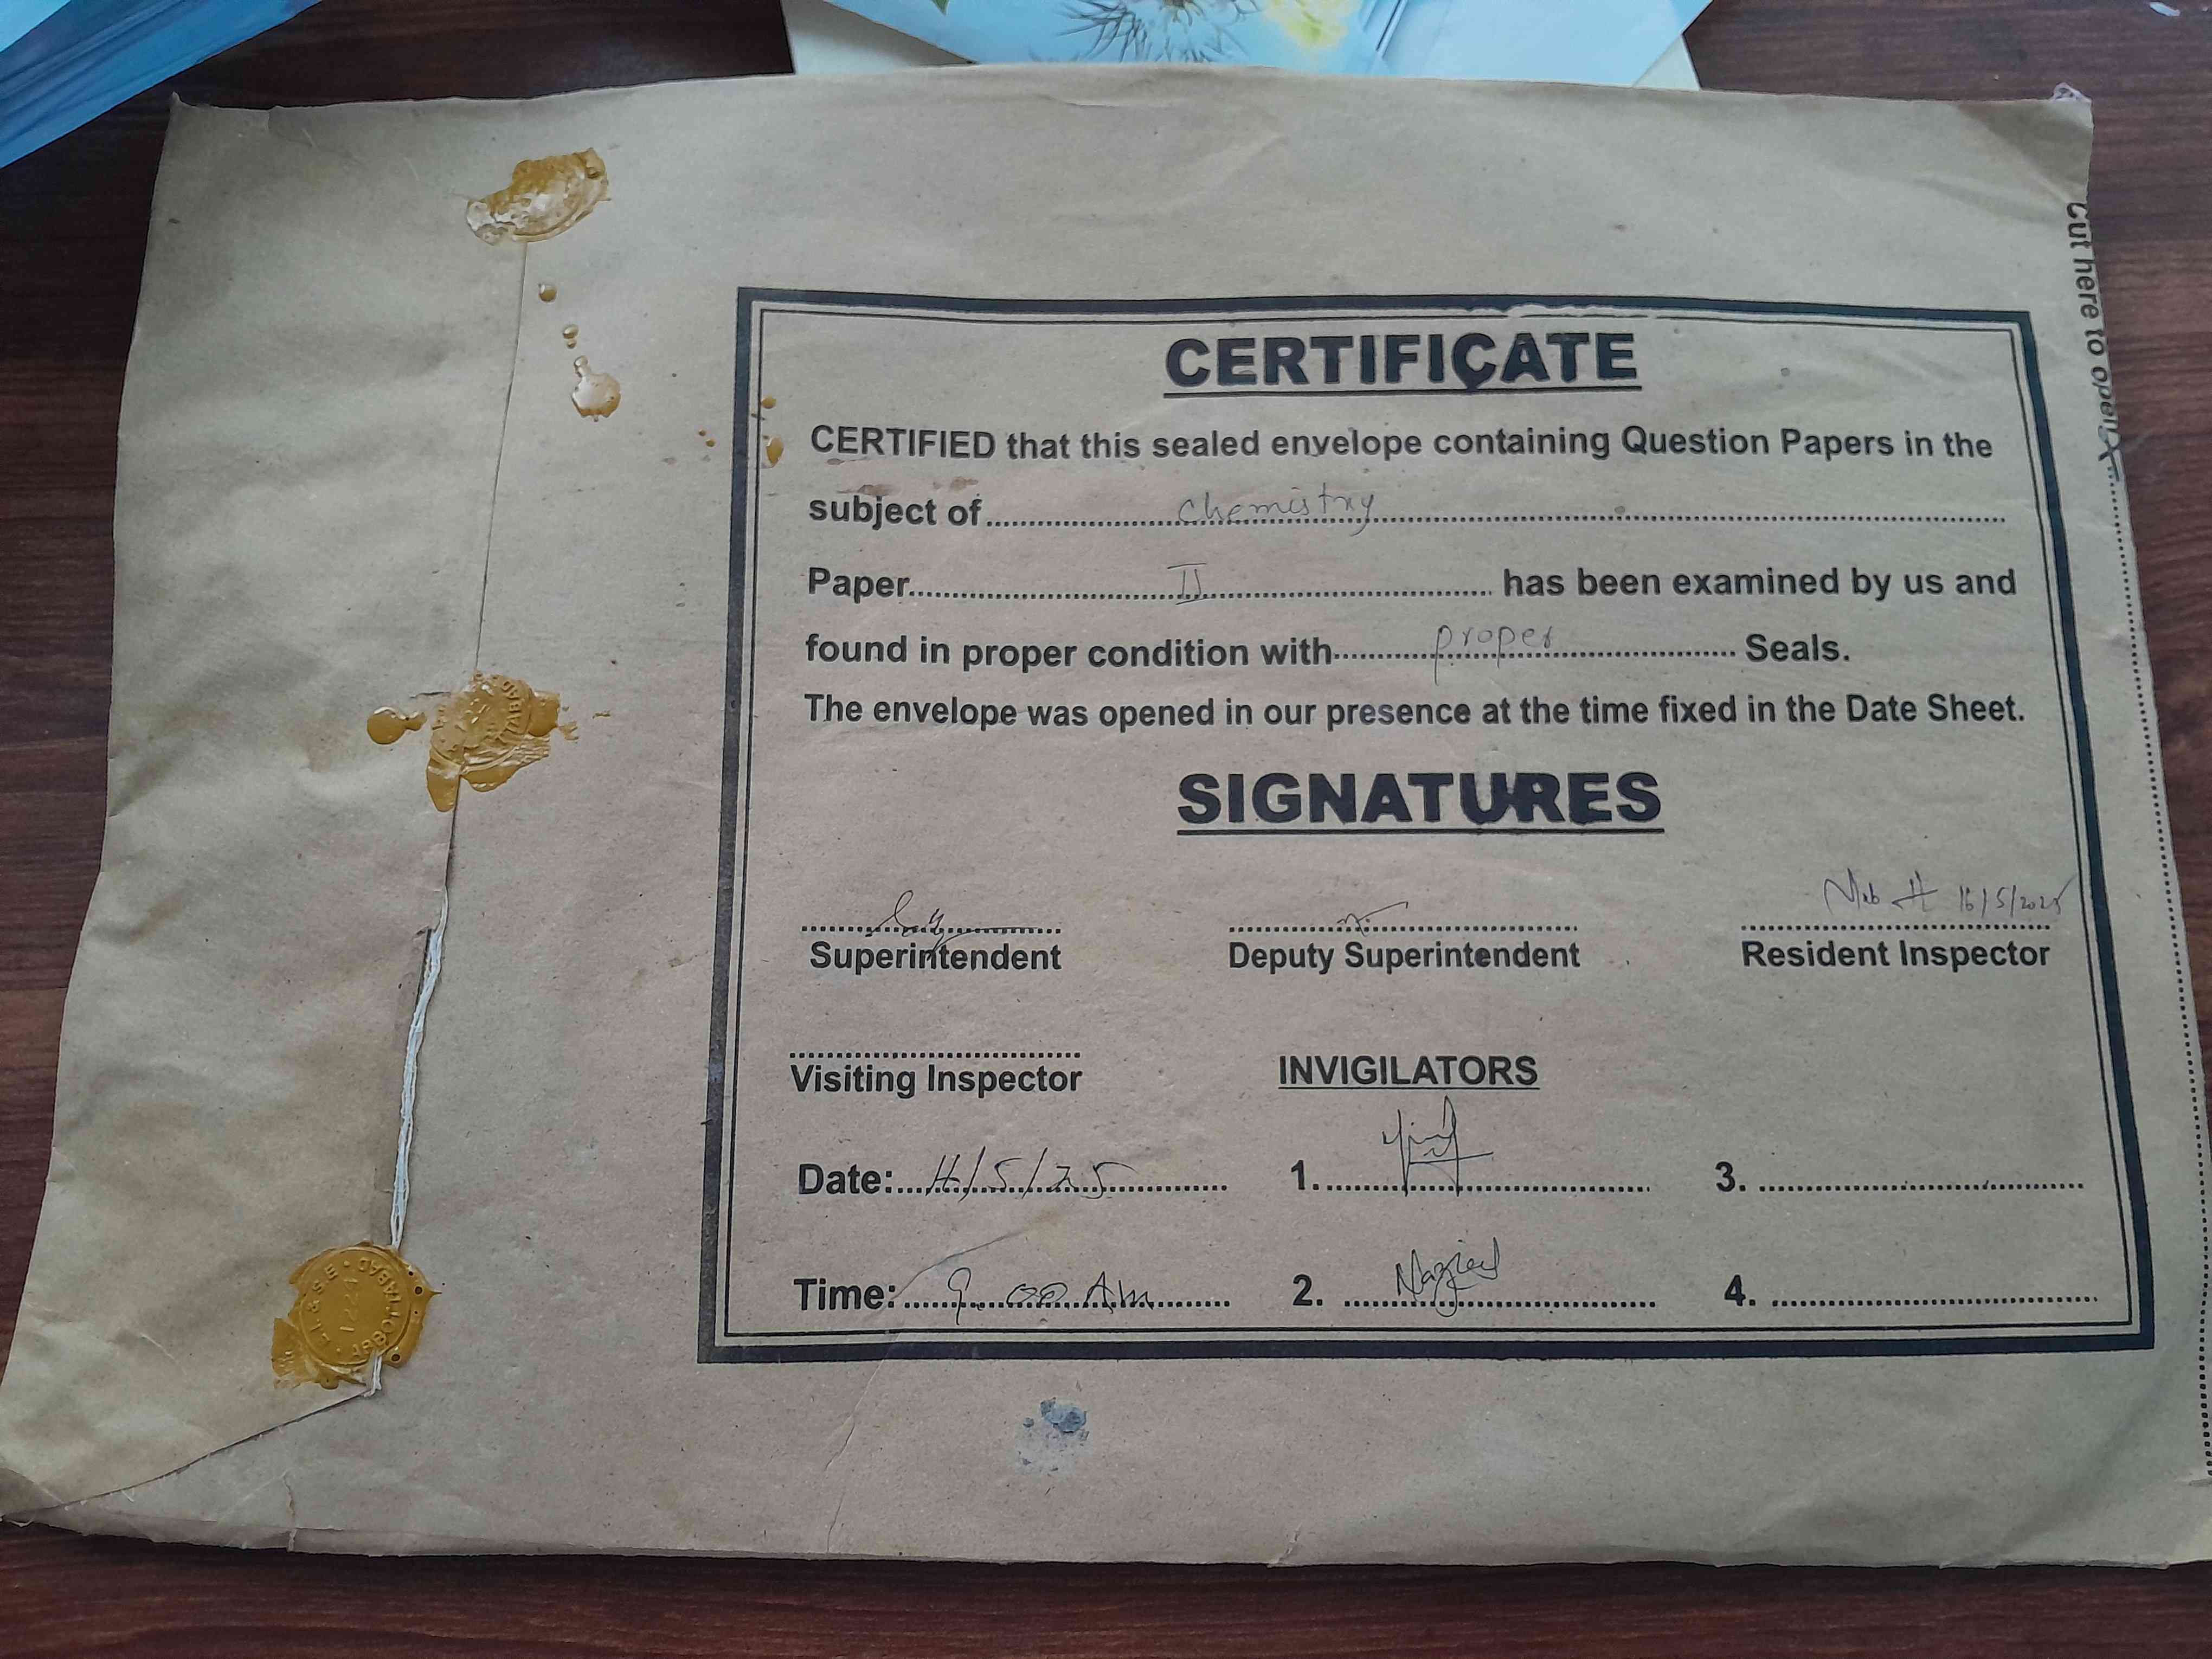 Cut here to open
CERTIFICATE
CERTIFIED that this sealed envelope containing Question Papers in the
subject of chemistry
Paper II has been examined by us and
found in proper condition with proper Seals.
The envelope was opened in our presence at the time fixed in the Date Sheet.
SIGNATURES
16/5/2025
Superintendent Deputy Superintendent Resident Inspector
Visiting Inspector INVIGILATORS
Date: /5/25 1. 3.
Time: 9.00 AM 2. 4.
ABBOTTABAD